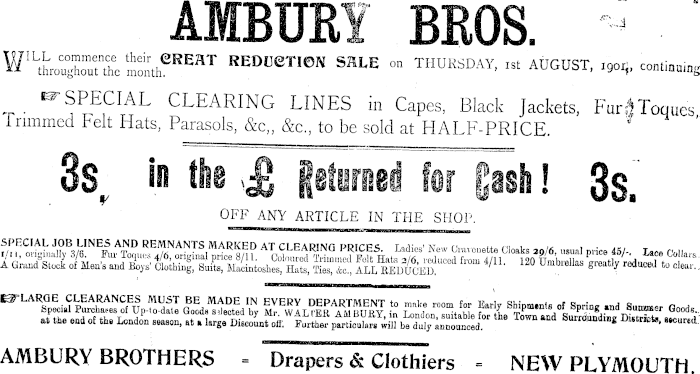 AMBURY BROS.
WILL commence their GREAT REDUCTION SALE on THURSDAY, 1st AUGUST, 1901, continuing
throughout the month.
☞ SPECIAL CLEARING LINES in Capes, Black Jackets, Fur Toques,
Trimmed Felt Hats, Parasols, &c,, &c., to be sold at HALF-PRICE.
3s. in the £ Returned for Cash! 3s.
OFF ANY ARTICLE IN THE SHOP.
SPECIAL JOB LINES AND REMNANTS MARKED AT CLEARING PRICES. Ladies' New Cravonette Cloaks 29/6, usual price 45/-. Lace Collars
1/11, originally 3/6. Fur Toques 4/6, original price 8/11. Coloured Trimmed Felt Hats 2/6, reduced from 4/11. 120 Umbrellas greatly reduced to clear.
A Grand Stock of Men's and Boys' Clothing, Suits, Macintoshes, Hats, Ties, &c., ALL REDUCED.
☞ LARGE CLEARANCES MUST BE MADE IN EVERY DEPARTMENT to make room for Early Shipments of Spring and Summer Goods.
Special Purchases of Up-to-date Goods selected by Mr. WALTER AMBURY, in London, suitable for the Town and Surrounding Districts, secured
at the end of the London season, at a large Discount off. Further particulars will be duly announced.
AMBURY BROTHERS = Drapers & Clothiers = NEW PLYMOUTH.